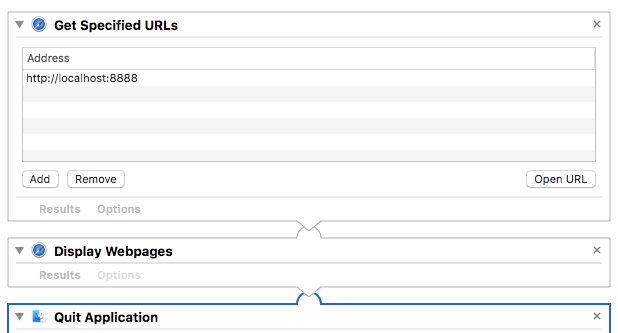 Get Specified URLs
Address
http://localhost:8888
Add Remove Open URL
Results Options
Display Webpages
Results Options
Quit Application